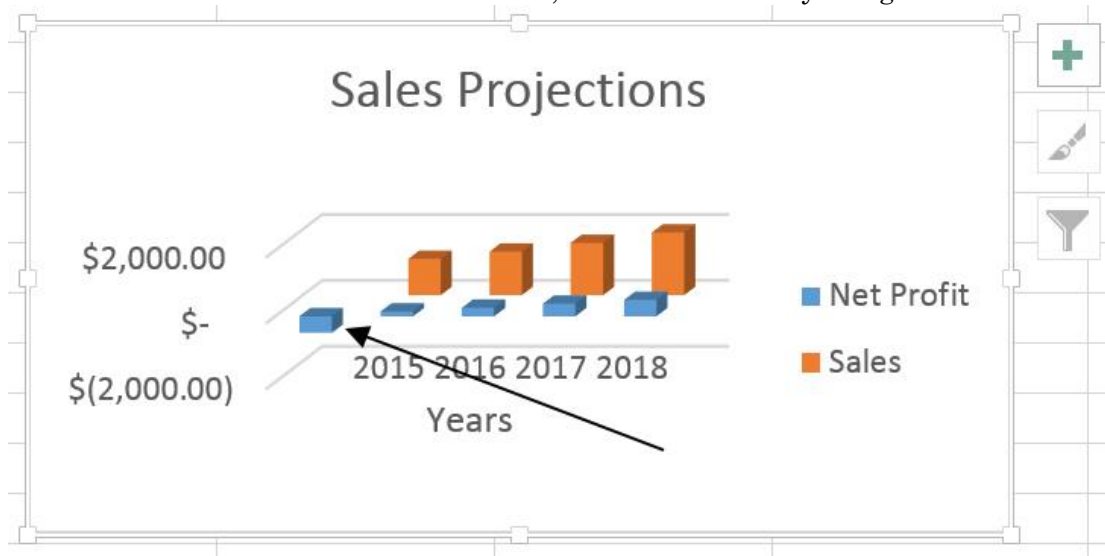 Sales Projections
$2,000.00
$-
$(2,000.00)
2015 2016 2017 2018
Years
Net Profit
Sales